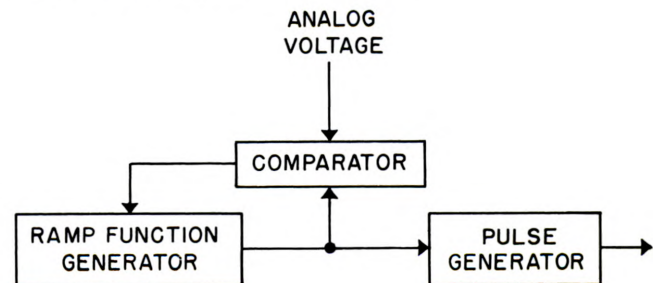 ANALOG
VOLTAGE
COMPARATOR
RAMP FUNCTION
GENERATOR
PULSE
GENERATOR